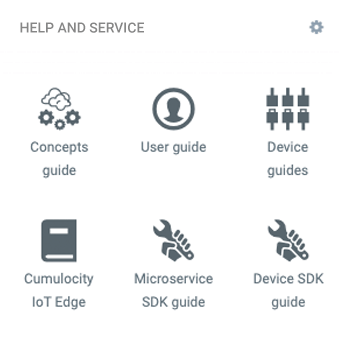 HELP AND SERVICE
Concepts
guide
User guide
Device
guides
Cumulocity
IoT Edge
Microservice
SDK guide
Device SDK
guide